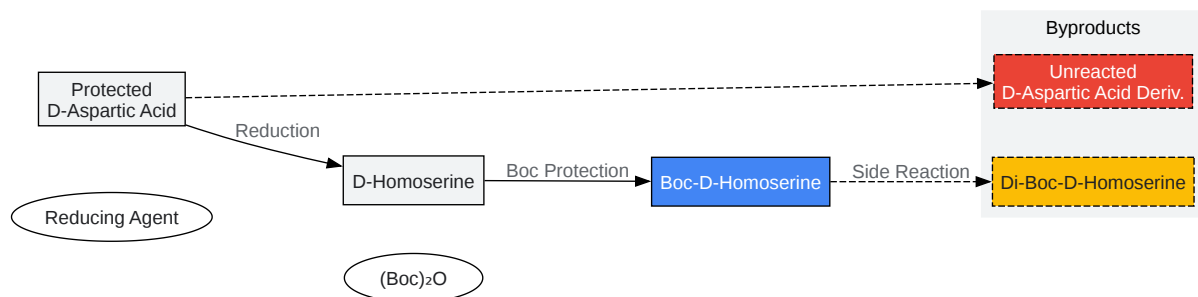 Byproducts
Protected
D-Aspartic Acid
Unreacted
D-Aspartic Acid Deriv.
Reduction
D-Homoserine
Boc Protection
Boc-D-Homoserine
Side Reaction
Di-Boc-D-Homoserine
Reducing Agent
(Boc)₂O